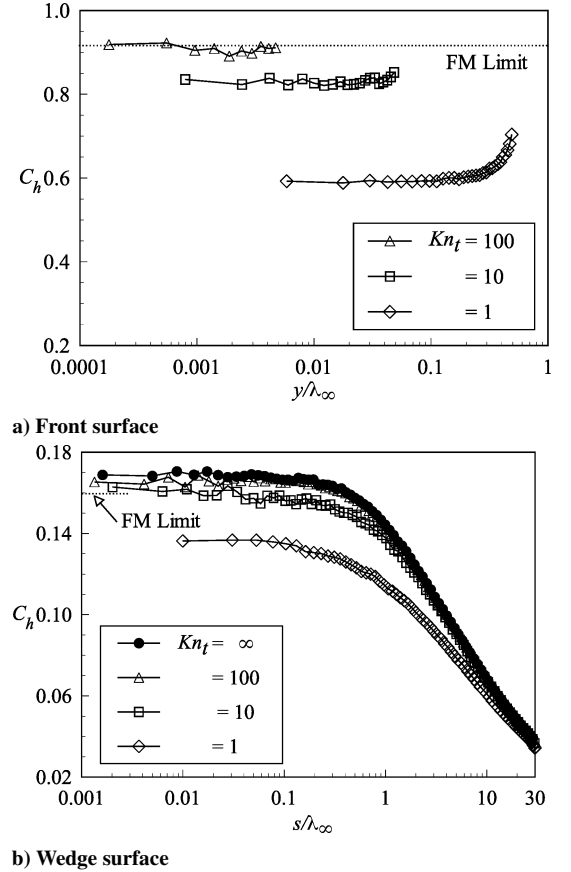 1.0
0.8
0.6
0.4
0.2
C_h
FM Limit
Kn_t = 100
= 10
= 1
0.0001
0.001
0.01
0.1
1
y/λ_∞
a) Front surface
0.18
0.14
0.10
0.06
0.02
C_h
FM Limit
Kn_t = ∞
= 100
= 10
= 1
0.001
0.01
0.1
1
10
30
s/λ_∞
b) Wedge surface